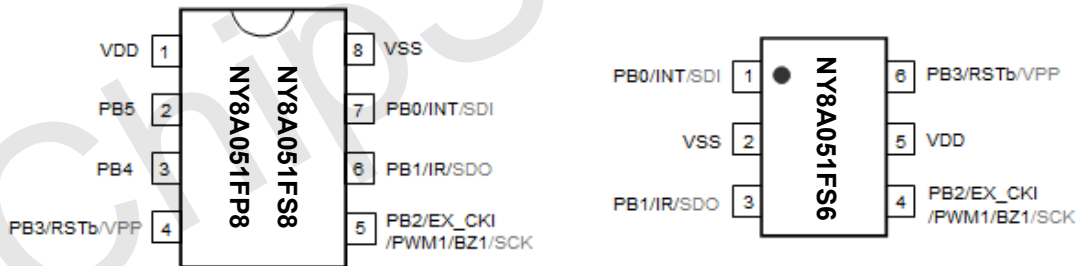 Chip
VDD 1
8 VSS
PB5 2
7 PB0/INT/SDI
PB4 3
6 PB1/IR/SDO
PB3/RSTb/VPP 4
5 PB2/EX_CKI
/PWM1/BZ1/SCK
NY8A051FS8
NY8A051FP8
PB0/INT/SDI 1
6 PB3/RSTb/VPP
VSS 2
5 VDD
PB1/IR/SDO 3
4 PB2/EX_CKI
/PWM1/BZ1/SCK
NY8A051FS6